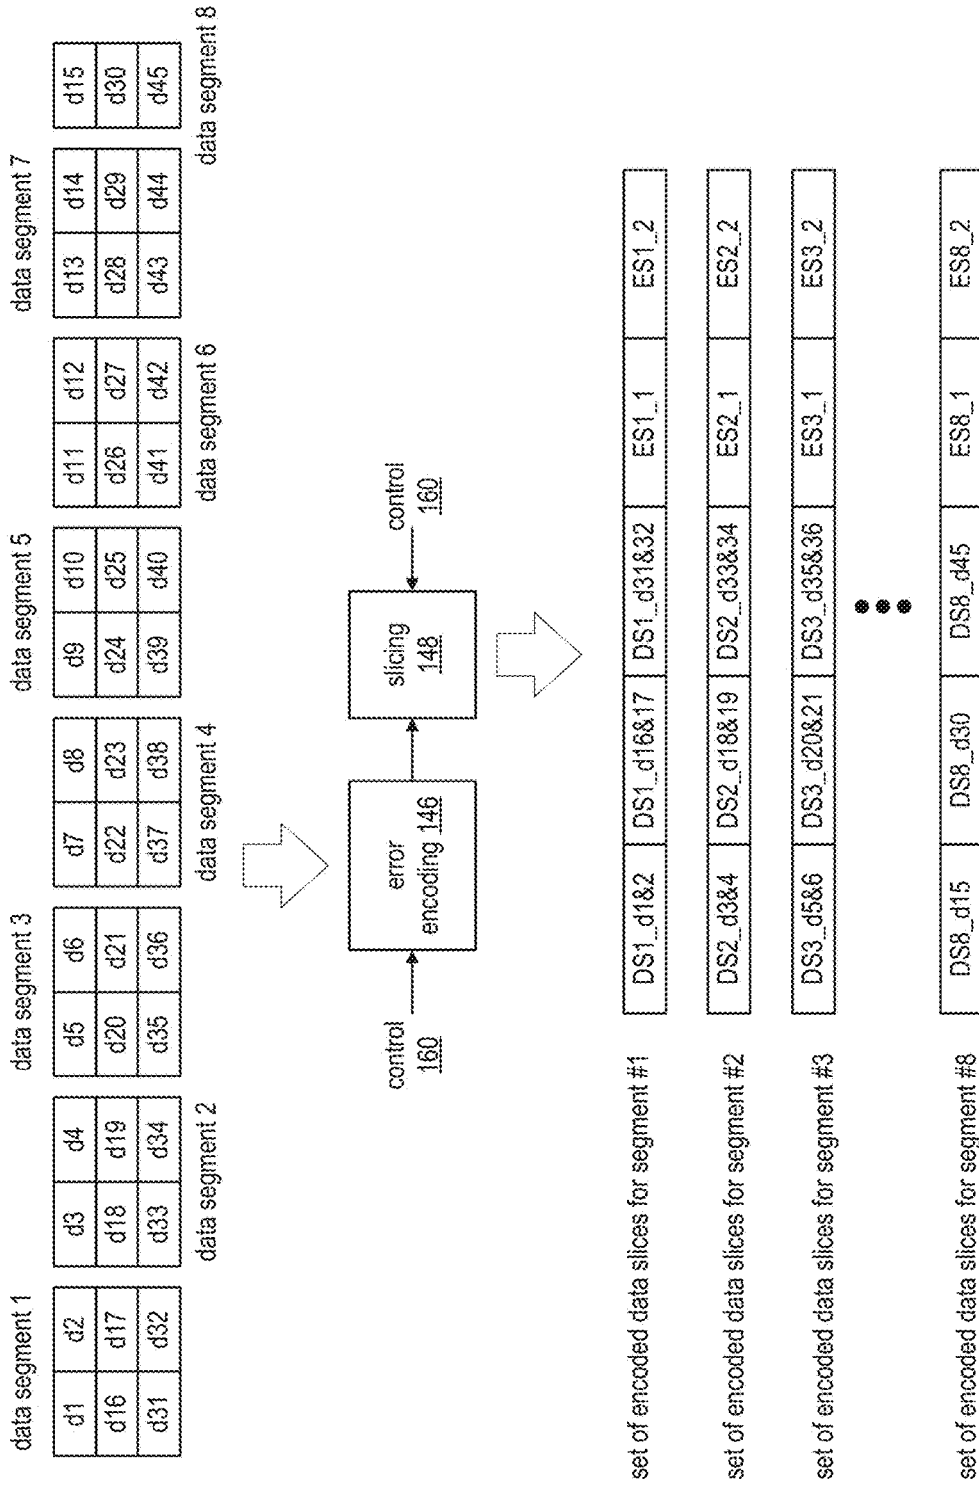 data segment 1
data segment 3
data segment 5
data segment 7
d1 d2 d3 d4 d5 d6 d7 d8 d9 d10 d11 d12 d13 d14 d15
d16 d17 d18 d19 d20 d21 d22 d23 d24 d25 d26 d27 d28 d29 d30
d31 d32 d33 d34 d35 d36 d37 d38 d39 d40 d41 d42 d43 d44 d45
data segment 2
data segment 4
data segment 6
data segment 8
control
160
error
encoding 146
slicing
148
control
160
set of encoded data slices for segment #1 DS1_d1&2 DS1_d16&17 DS1_d31&32 ES1_1 ES1_2
set of encoded data slices for segment #2 DS2_d3&4 DS2_d18&19 DS2_d33&34 ES2_1 ES2_2
set of encoded data slices for segment #3 DS3_d5&6 DS3_d20&21 DS3_d35&36 ES3_1 ES3_2
set of encoded data slices for segment #8 DS8_d15 DS8_d30 DS8_d45 ES8_1 ES8_2